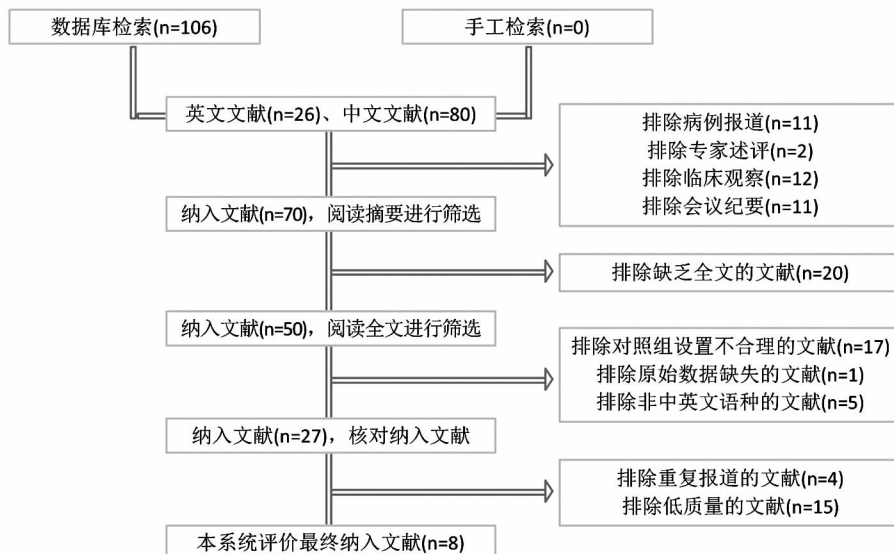 数据库检索(n=106)
手工检索(n=0)
英文文献(n=26)、中文文献(n=80)
排除病例报道(n=11)
排除专家述评(n=2)
排除临床观察(n=12)
排除会议纪要(n=11)
纳入文献(n=70)，阅读摘要进行筛选
排除缺乏全文的文献(n=20)
纳入文献(n=50)，阅读全文进行筛选
排除对照组设置不合理的文献(n=17)
排除原始数据缺失的文献(n=1)
排除非中英文语种的文献(n=5)
纳入文献(n=27)，核对纳入文献
排除重复报道的文献(n=4)
排除低质量的文献(n=15)
本系统评价最终纳入文献(n=8)